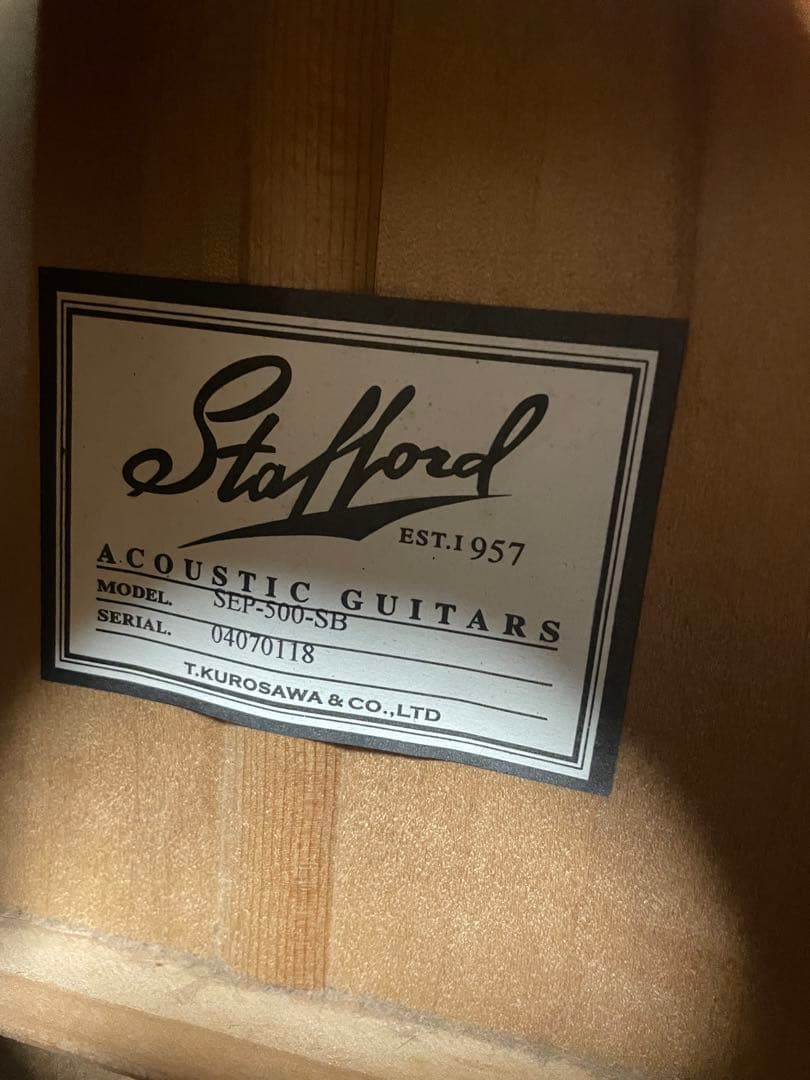 Stafford
EST.1957
ACOUSTIC GUITARS
MODEL. SEP-500-SB
SERIAL. 04070118
T.KUROSAWA & CO.,LTD